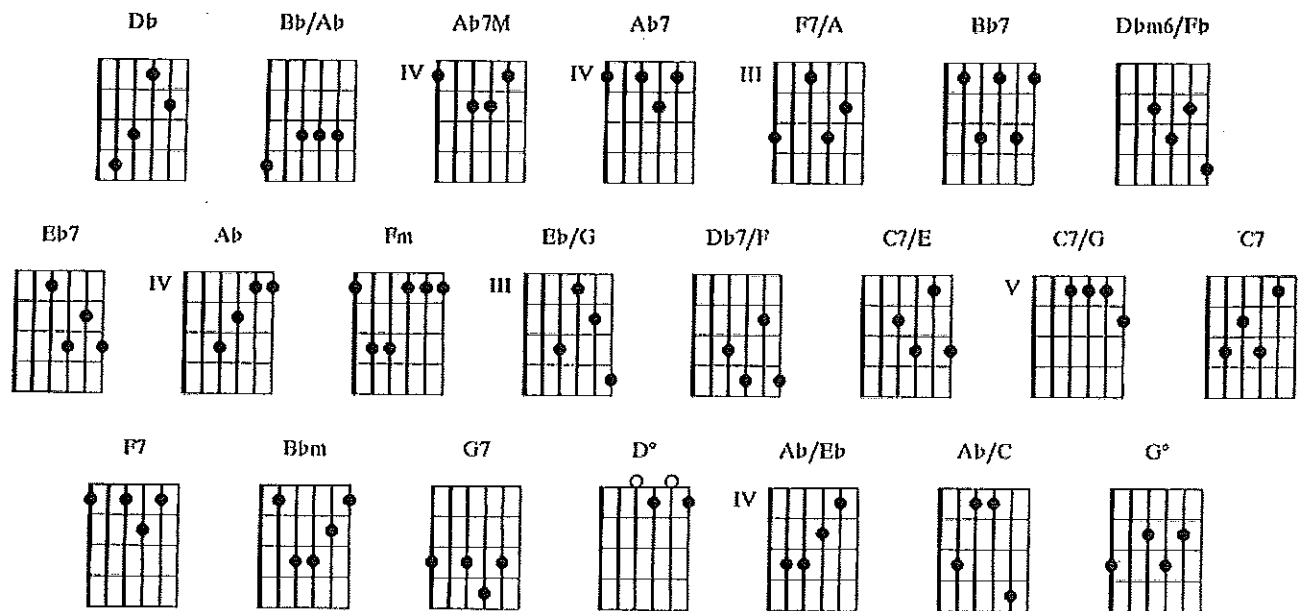 Db Bb/Ab Ab7M Ab7 F7/A Bb7 Dbm6/Fb
IV IV III
Eb7 Ab Fm Eb/G Db7/F C7/E C7/G C7
IV III V
F7 Bbm G7 D° Ab/Eb Ab/C G°
IV